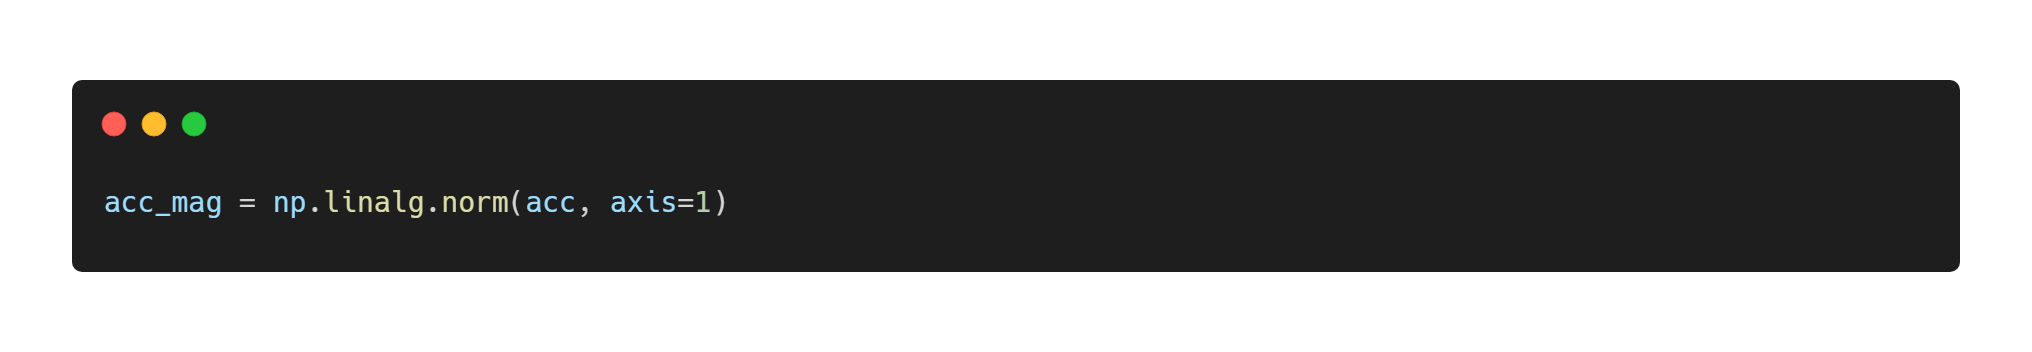 acc_mag = np.linalg.norm(acc, axis=1)